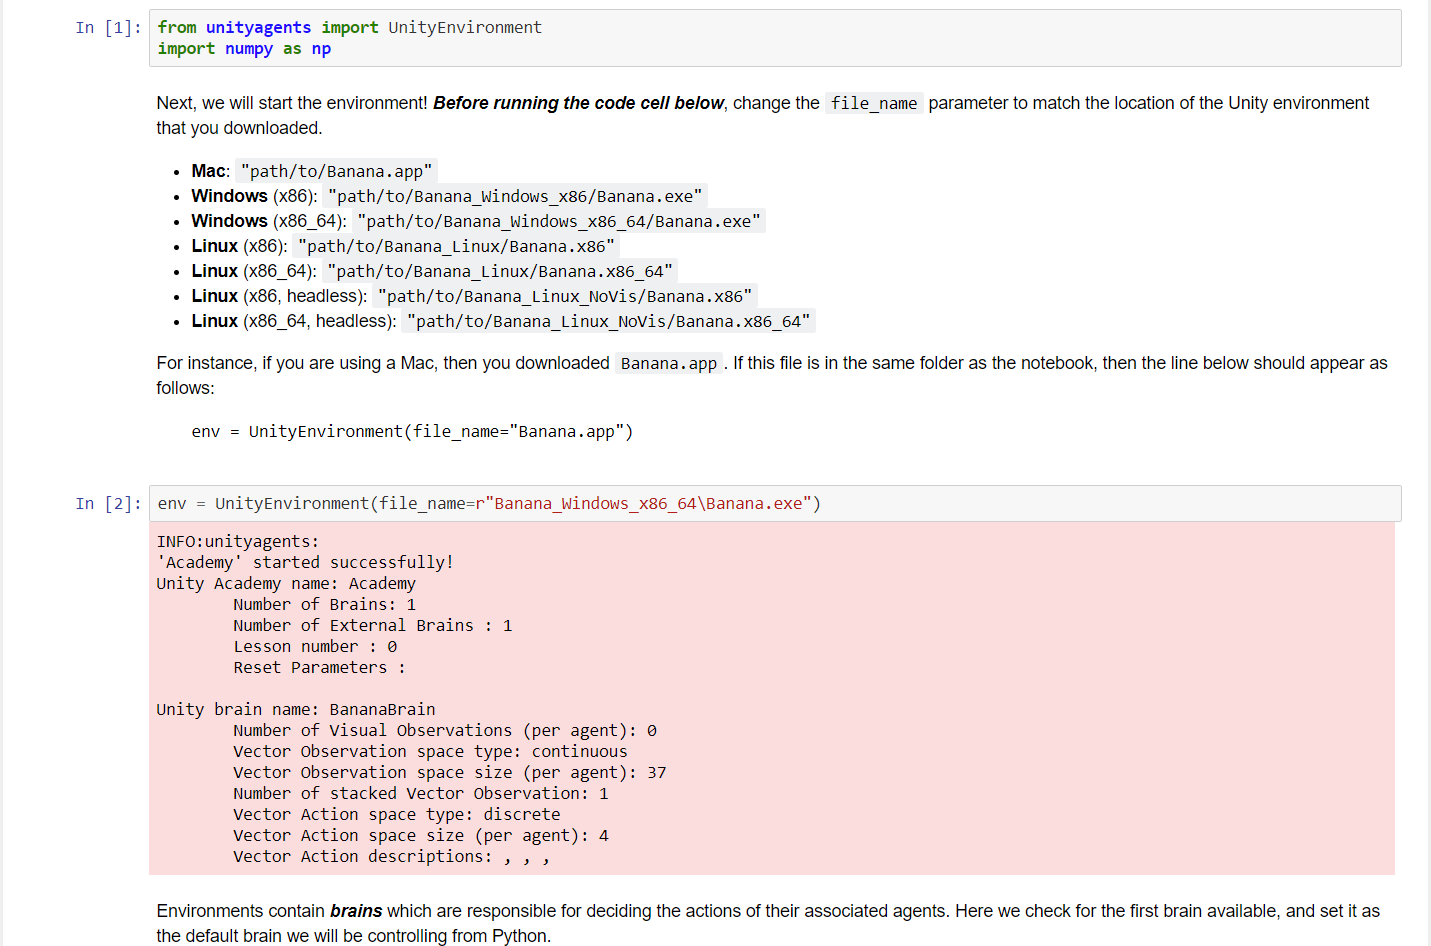 In [1]:
from unityagents import UnityEnvironment
import numpy as np
Next, we will start the environment! Before running the code cell below, change the file_name parameter to match the location of the Unity environment
that you downloaded.
• Mac: "path/to/Banana.app"
• Windows (x86): "path/to/Banana_Windows_x86/Banana.exe"
• Windows (x86_64): "path/to/Banana_Windows_x86_64/Banana.exe"
• Linux (x86): "path/to/Banana_Linux/Banana.x86"
• Linux (x86_64): "path/to/Banana_Linux/Banana.x86_64"
• Linux (x86, headless): "path/to/Banana_Linux_NoVis/Banana.x86"
• Linux (x86_64, headless): "path/to/Banana_Linux_NoVis/Banana.x86_64"
For instance, if you are using a Mac, then you downloaded Banana.app . If this file is in the same folder as the notebook, then the line below should appear as
follows:
env = UnityEnvironment(file_name="Banana.app")
In [2]:
env = UnityEnvironment(file_name=r"Banana_Windows_x86_64\Banana.exe")
INFO:unityagents:
'Academy' started successfully!
Unity Academy name: Academy
Number of Brains: 1
Number of External Brains : 1
Lesson number : 0
Reset Parameters :
Unity brain name: BananaBrain
Number of Visual Observations (per agent): 0
Vector Observation space type: continuous
Vector Observation space size (per agent): 37
Number of stacked Vector Observation: 1
Vector Action space type: discrete
Vector Action space size (per agent): 4
Vector Action descriptions: , , ,
Environments contain brains which are responsible for deciding the actions of their associated agents. Here we check for the first brain available, and set it as
the default brain we will be controlling from Python.